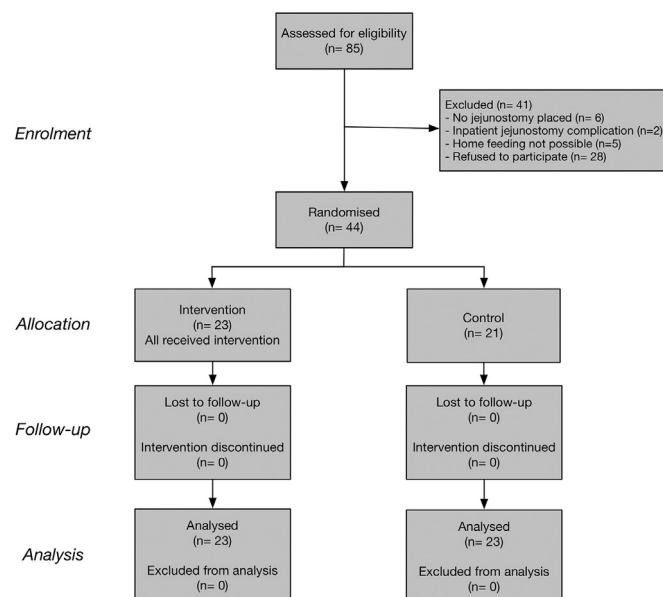 Assessed for eligibility
(n= 85)
Enrolment
Excluded (n= 41)
- No jejunostomy placed (n= 6)
- Inpatient jejunostomy complication (n=2)
- Home feeding not possible (n=5)
- Refused to participate (n= 28)
Randomised
(n= 44)
Allocation
Intervention
(n= 23)
All received intervention
Control
(n= 21)
Follow-up
Lost to follow-up
(n= 0)
Intervention discontinued
(n= 0)
Lost to follow-up
(n= 0)
Intervention discontinued
(n= 0)
Analysis
Analysed
(n= 23)
Excluded from analysis
(n= 0)
Analysed
(n= 23)
Excluded from analysis
(n= 0)